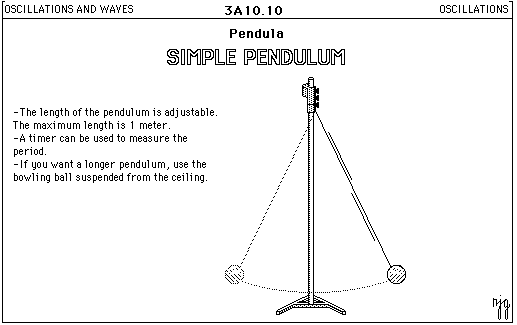 OSCILLATIONS AND WAVES
3A10.10
OSCILLATIONS
Pendula
SIMPLE PENDULUM
-The length of the pendulum is adjustable.
The maximum length is 1 meter.
-A timer can be used to measure the
period.
-If you want a longer pendulum, use the
bowling ball suspended from the ceiling.